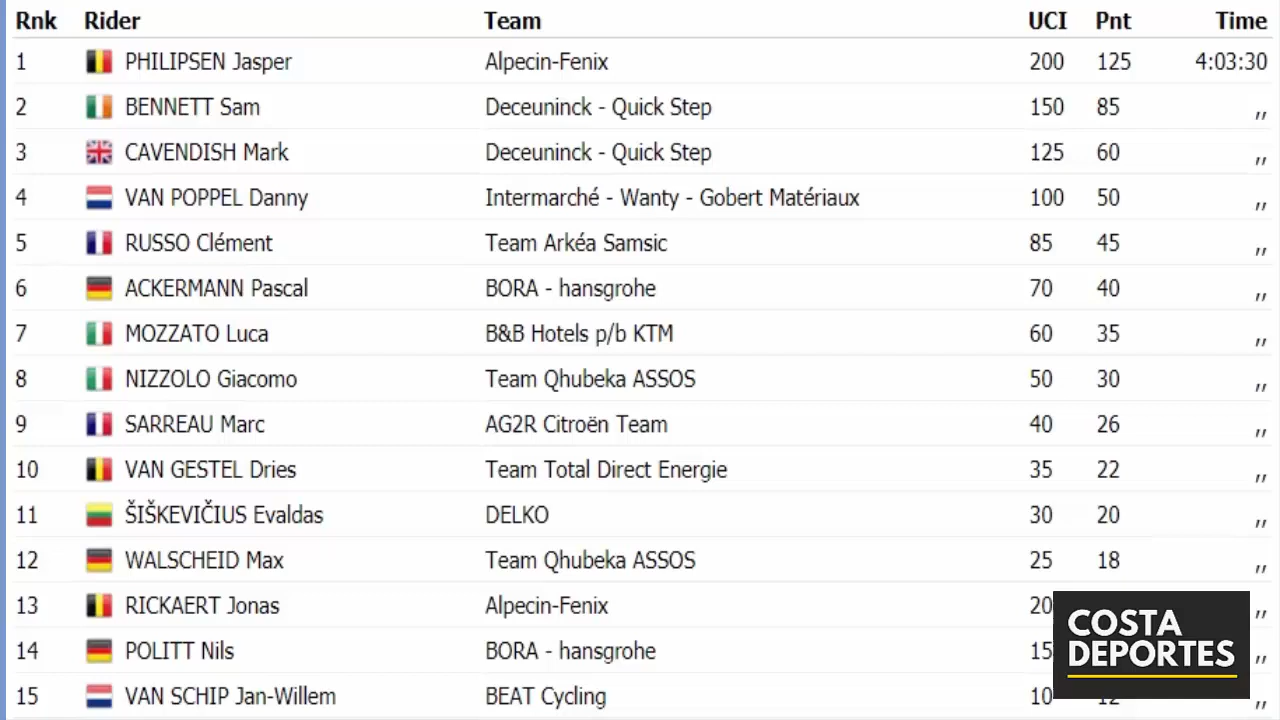 Rnk Rider Team UCI Pnt Time
1 PHILIPSEN Jasper Alpecin-Fenix 200 125 4:03:30
2 BENNETT Sam Deceuninck - Quick Step 150 85 ,,
3 CAVENDISH Mark Deceuninck - Quick Step 125 60 ,,
4 VAN POPPEL Danny Intermarché - Wanty - Gobert Matériaux 100 50 ,,
5 RUSSO Clément Team Arkéa Samsic 85 45 ,,
6 ACKERMANN Pascal BORA - hansgrohe 70 40 ,,
7 MOZZATO Luca B&B Hotels p/b KTM 60 35 ,,
8 NIZZOLO Giacomo Team Qhubeka ASSOS 50 30 ,,
9 SARREAU Marc AG2R Citroën Team 40 26 ,,
10 VAN GESTEL Dries Team Total Direct Energie 35 22 ,,
11 ŠIŠKEVIČIUS Evaldas DELKO 30 20 ,,
12 WALSCHEID Max Team Qhubeka ASSOS 25 18 ,,
13 RICKAERT Jonas Alpecin-Fenix 20 ,,
14 POLITT Nils BORA - hansgrohe 15 ,,
15 VAN SCHIP Jan-Willem BEAT Cycling 10 ,,
COSTA
DEPORTES